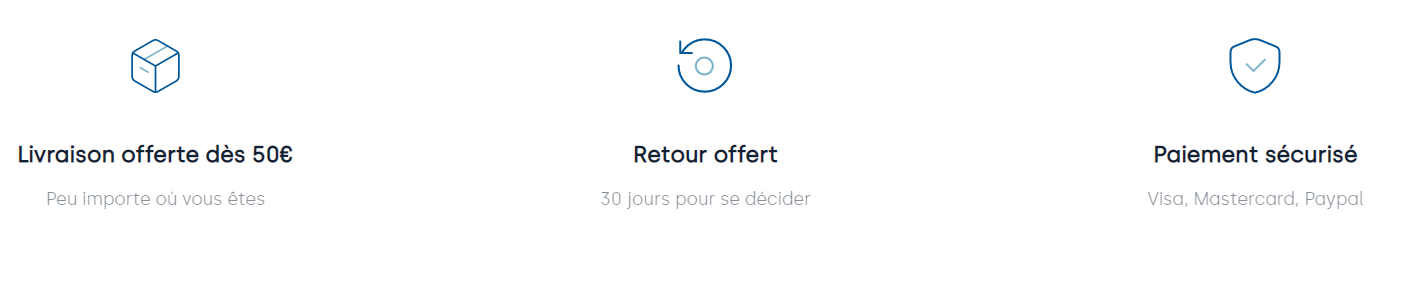 Livraison offerte dès 50€
Peu importe où vous êtes
Retour offert
30 jours pour se décider
Paiement sécurisé
Visa, Mastercard, Paypal